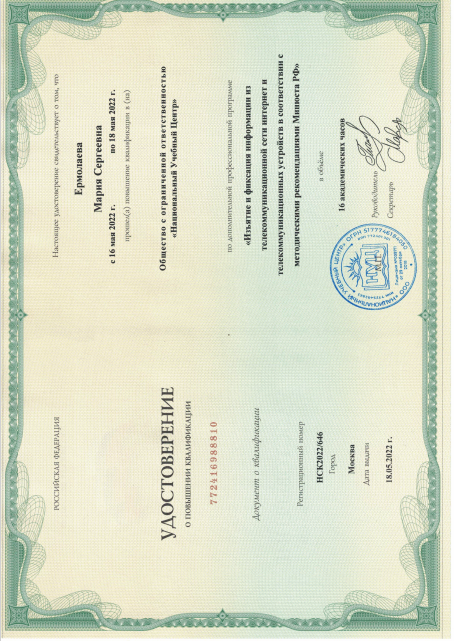 РОССИЙСКАЯ ФЕДЕРАЦИЯ
УДОСТОВЕРЕНИЕ
О ПОВЫШЕНИИ КВАЛИФИКАЦИИ
772416988810
Документ о квалификации
Регистрационный номер
НСК2022/646
Город
Москва
Дата выдачи
18.05.2022 г.
Настоящее удостоверение свидетельствует о том, что
Ермолаева
Мария Сергеевна
с 16 мая 2022 г. по 18 мая 2022 г.
прошел(а) повышение квалификации в (на)
Общество с ограниченной ответственностью
«Национальный Учебный Центр»
по дополнительной профессиональной программе
«Изъятие и фиксация информации из
телекоммуникационной сети интернет и
телекоммуникационных устройств в соответствии с
методическими рекомендациями Минюста РФ»
в объёме
16 академических часов
Руководитель
Секретарь
ООО «НАЦИОНАЛЬНЫЙ УЧЕБНЫЙ ЦЕНТР»
НУЦ